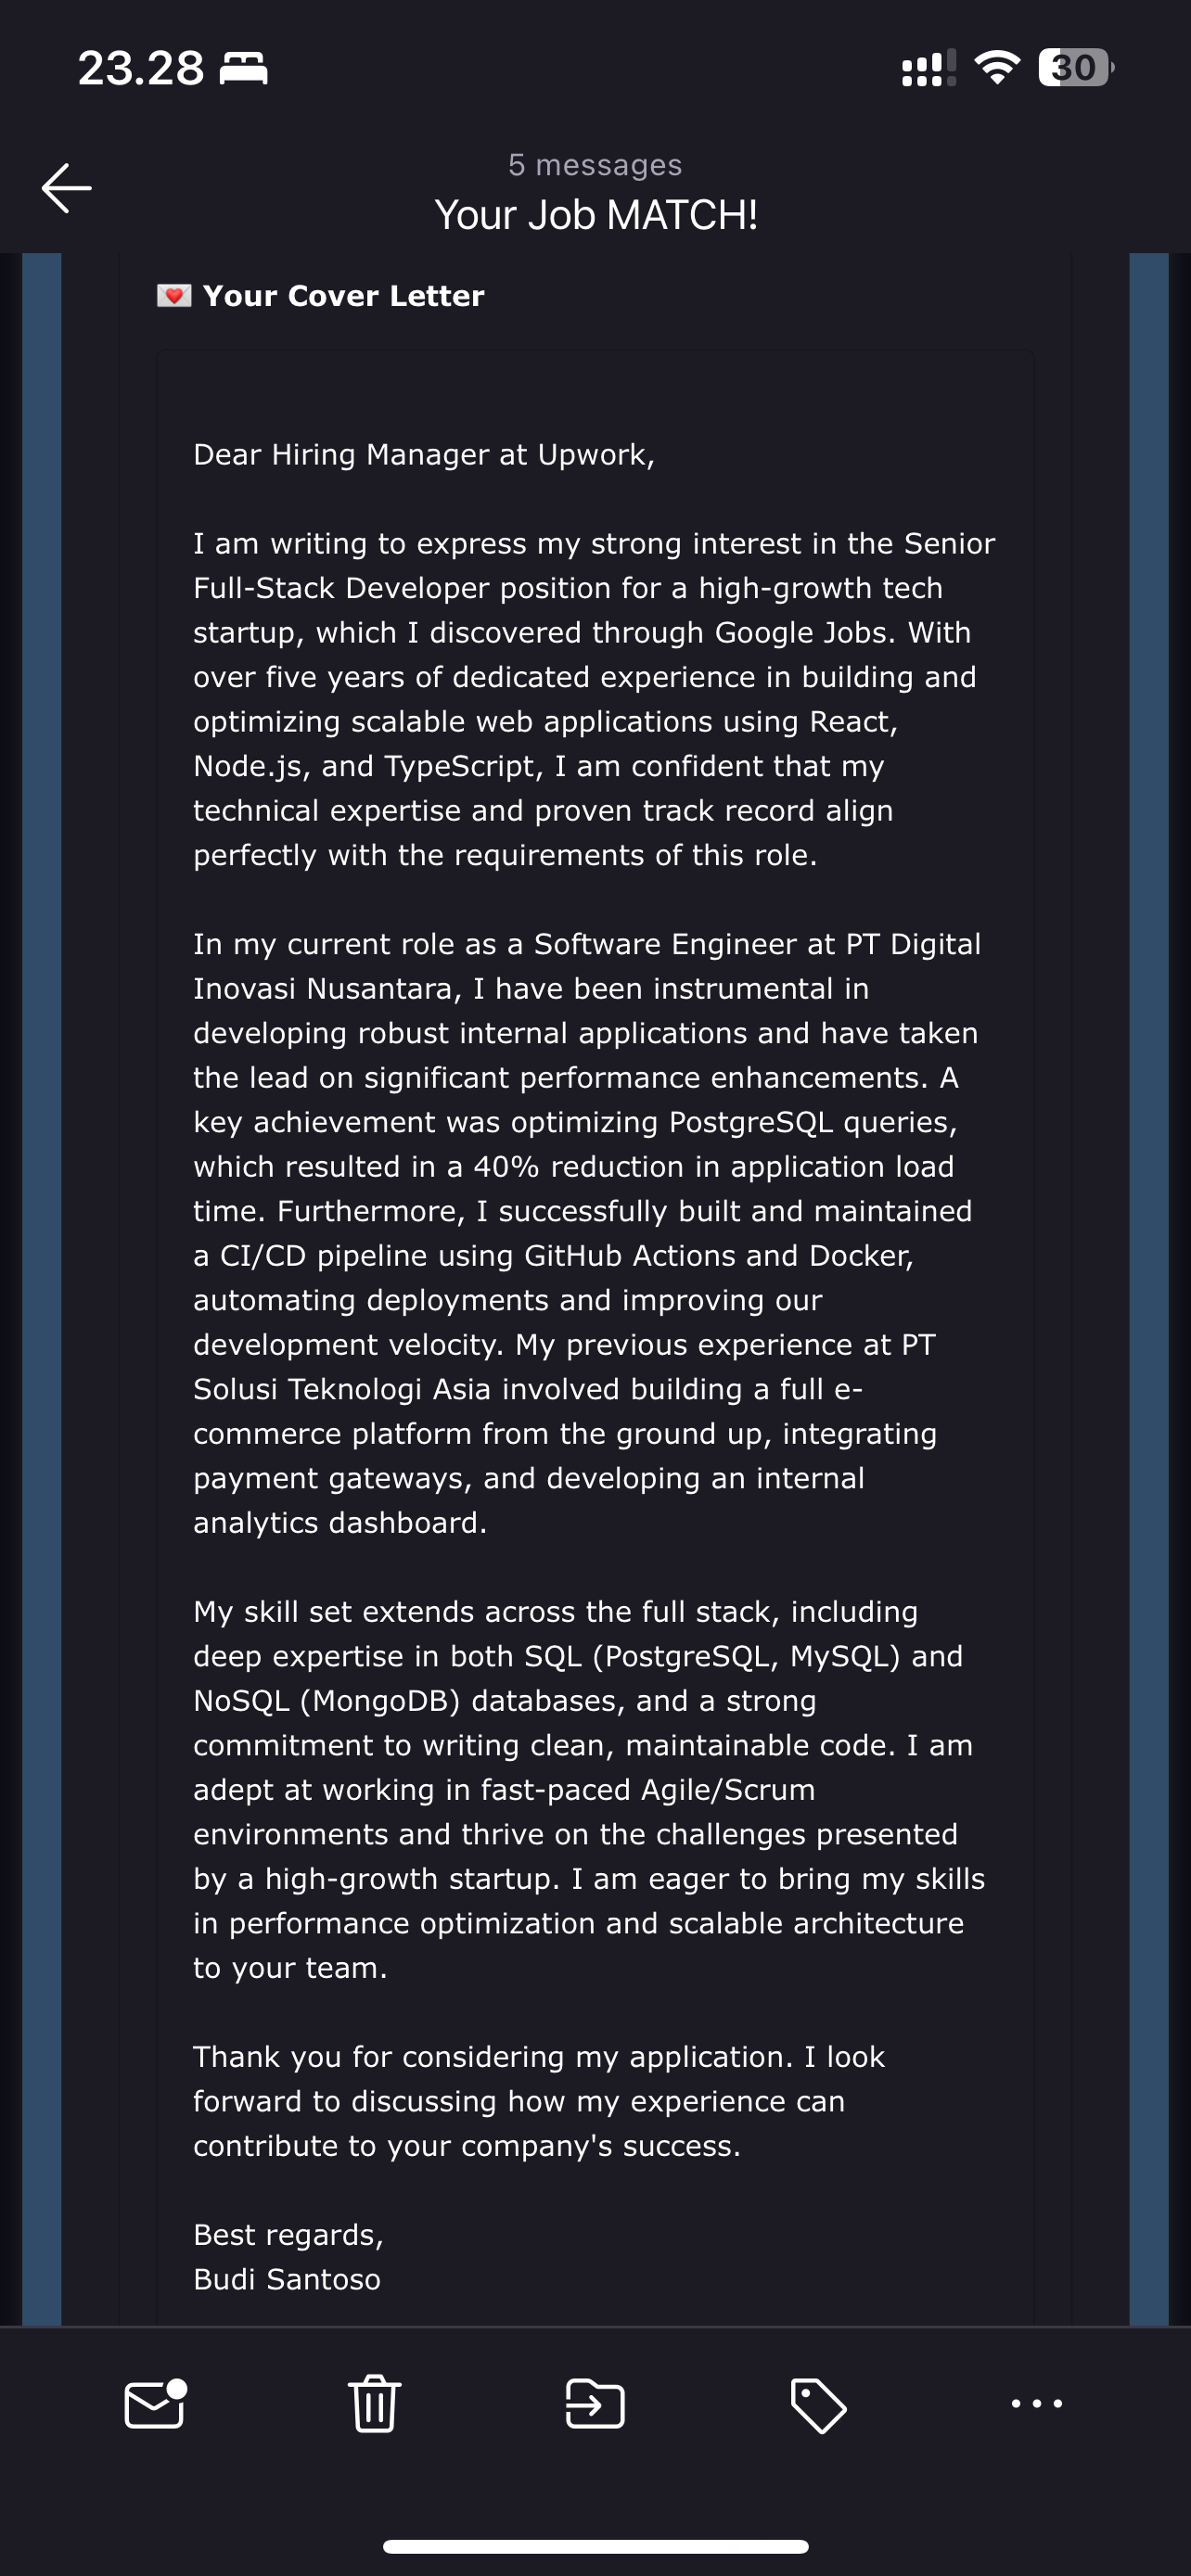 23.28
30
5 messages
Your Job MATCH!
💌 Your Cover Letter
Dear Hiring Manager at Upwork,
I am writing to express my strong interest in the Senior
Full-Stack Developer position for a high-growth tech
startup, which I discovered through Google Jobs. With
over five years of dedicated experience in building and
optimizing scalable web applications using React,
Node.js, and TypeScript, I am confident that my
technical expertise and proven track record align
perfectly with the requirements of this role.
In my current role as a Software Engineer at PT Digital
Inovasi Nusantara, I have been instrumental in
developing robust internal applications and have taken
the lead on significant performance enhancements. A
key achievement was optimizing PostgreSQL queries,
which resulted in a 40% reduction in application load
time. Furthermore, I successfully built and maintained
a CI/CD pipeline using GitHub Actions and Docker,
automating deployments and improving our
development velocity. My previous experience at PT
Solusi Teknologi Asia involved building a full e-
commerce platform from the ground up, integrating
payment gateways, and developing an internal
analytics dashboard.
My skill set extends across the full stack, including
deep expertise in both SQL (PostgreSQL, MySQL) and
NoSQL (MongoDB) databases, and a strong
commitment to writing clean, maintainable code. I am
adept at working in fast-paced Agile/Scrum
environments and thrive on the challenges presented
by a high-growth startup. I am eager to bring my skills
in performance optimization and scalable architecture
to your team.
Thank you for considering my application. I look
forward to discussing how my experience can
contribute to your company's success.
Best regards,
Budi Santoso